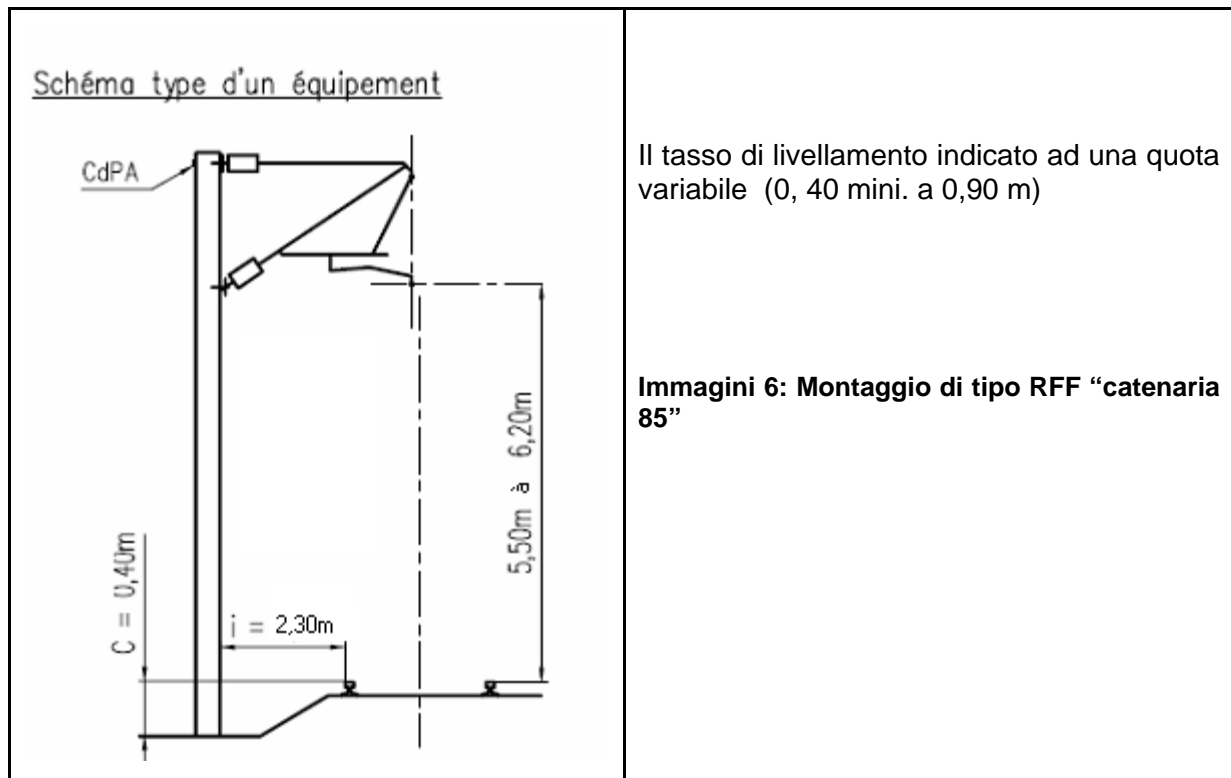 Schéma type d'un équipement
CdPA
5,50m à 6,20m
C = 0,40m
i = 2,30m
Il tasso di livellamento indicato ad una quota
variabile (0, 40 mini. a 0,90 m)
Immagini 6: Montaggio di tipo RFF “catenaria
85”